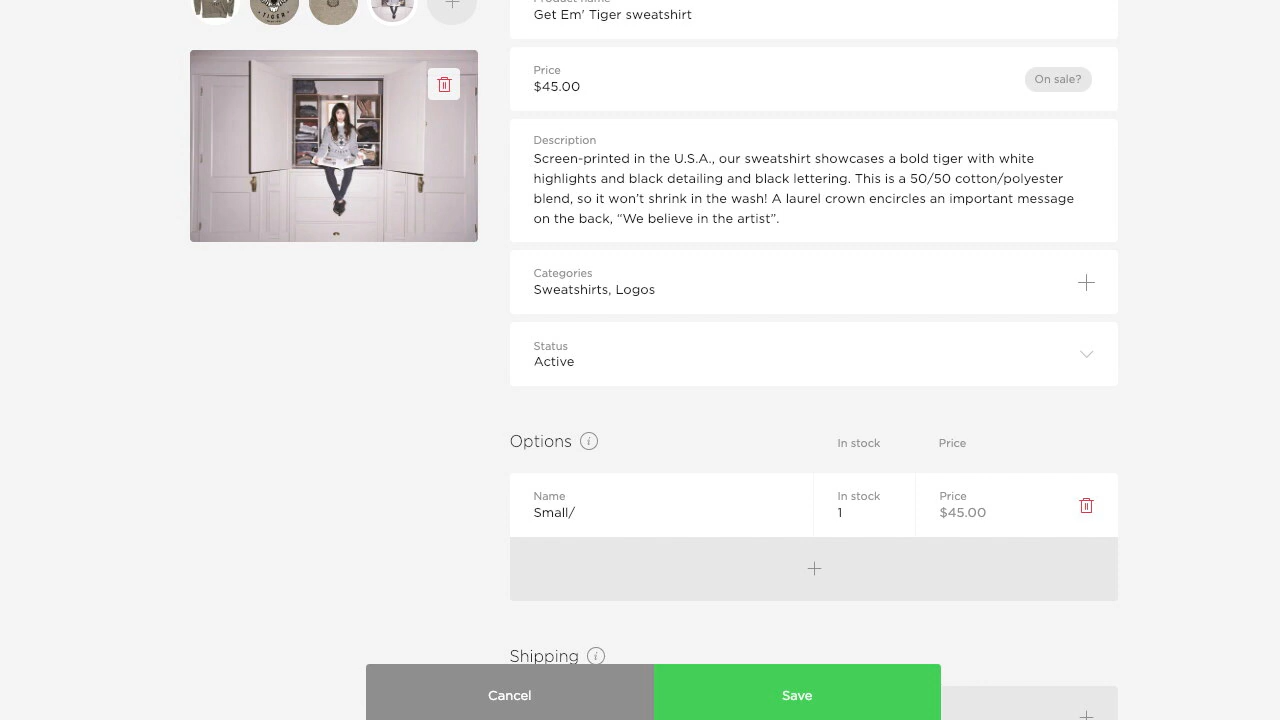 TIGER
Product name
Get Em' Tiger sweatshirt
Price
$45.00
On sale?
Description
Screen-printed in the U.S.A., our sweatshirt showcases a bold tiger with white
highlights and black detailing and black lettering. This is a 50/50 cotton/polyester
blend, so it won’t shrink in the wash! A laurel crown encircles an important message
on the back, “We believe in the artist”.
Categories
Sweatshirts, Logos
Status
Active
Options
In stock
Price
Name
Small/
In stock
1
Price
$45.00
Shipping
Cancel
Save